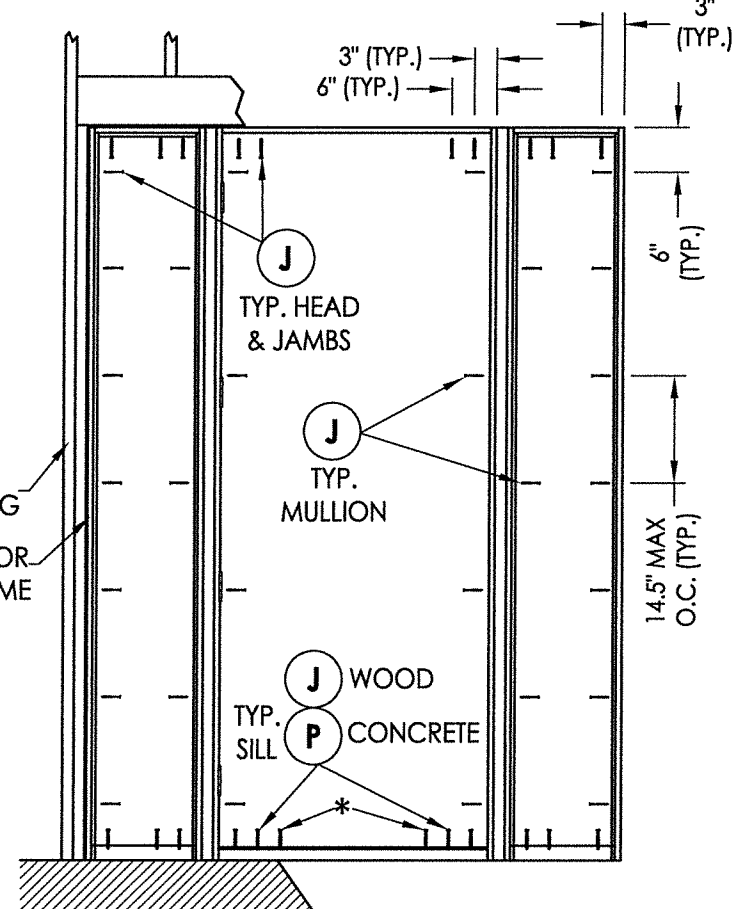 3"
(TYP.)
3" (TYP.)
6" (TYP.)
6"
(TYP.)
J
TYP. HEAD
& JAMBS
J
TYP.
MULLION
14.5" MAX
O.C. (TYP.)
J WOOD
TYP.
SILL
P CONCRETE
*